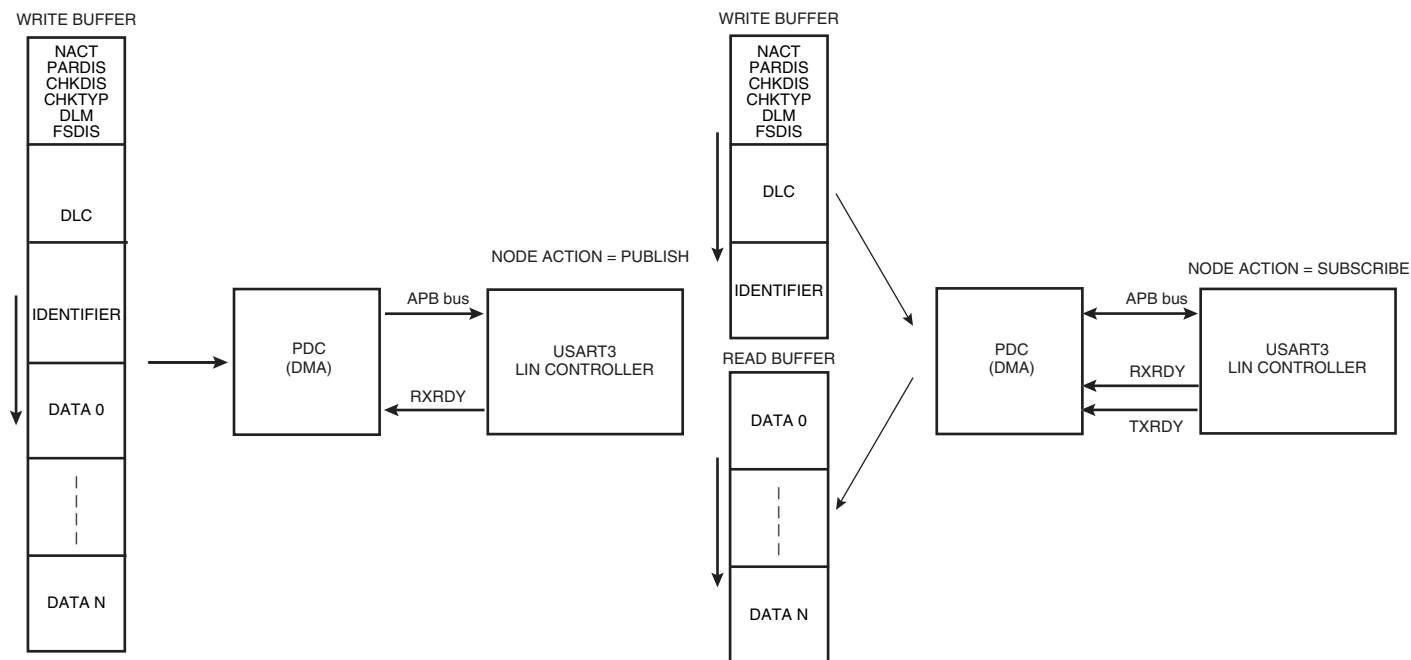 WRITE BUFFER
NACT
PARDIS
CHKDIS
CHKTYP
DLM
FSDIS
DLC
IDENTIFIER
DATA 0
DATA N
NODE ACTION = PUBLISH
PDC
(DMA)
APB bus
RXRDY
USART3
LIN CONTROLLER
WRITE BUFFER
NACT
PARDIS
CHKDIS
CHKTYP
DLM
FSDIS
DLC
IDENTIFIER
READ BUFFER
DATA 0
DATA N
NODE ACTION = SUBSCRIBE
PDC
(DMA)
APB bus
RXRDY
TXRDY
USART3
LIN CONTROLLER